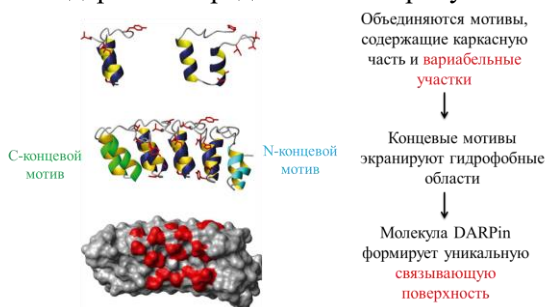 Объединяются мотивы,
содержащие каркасную
часть и вариабельные
участки
Концевые мотивы
экранируют гидрофобные
области
С-концевой
мотив
N-концевой
мотив
Молекула DARPin
формирует уникальную
связывающую
поверхность